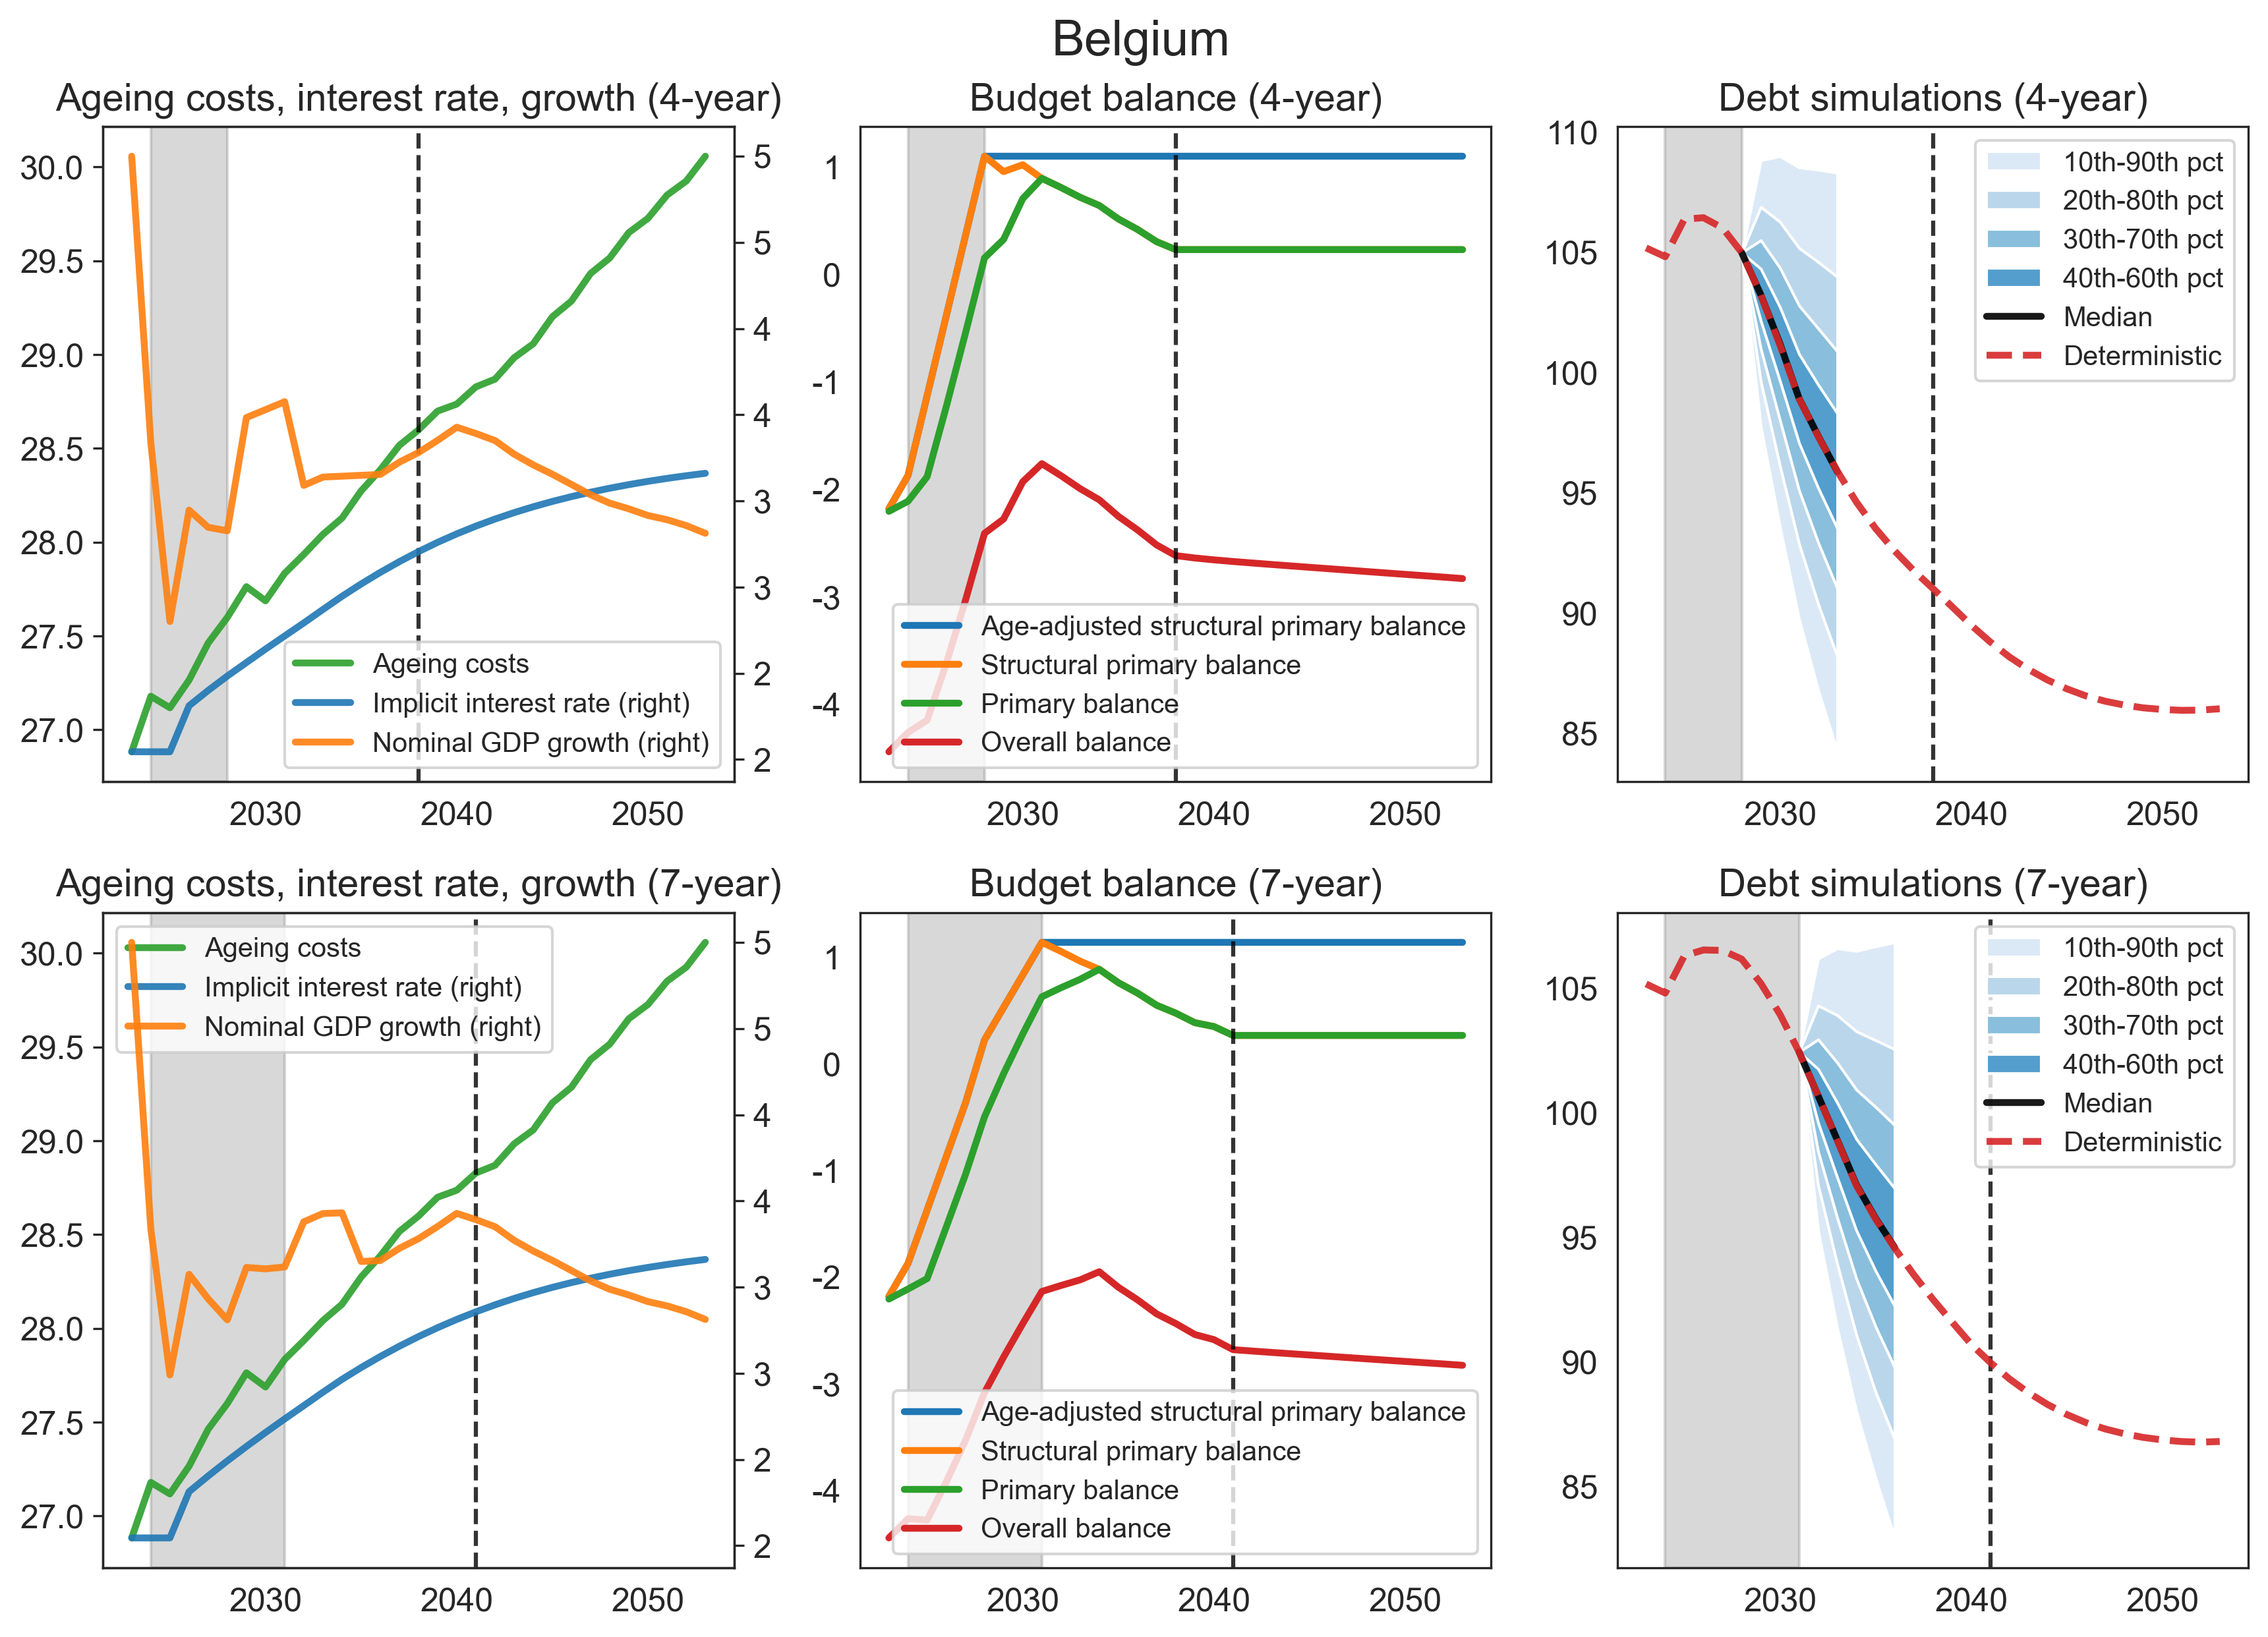 Belgium
Ageing costs, interest rate, growth (4-year)
30.0
29.5
29.0
28.5
28.0
27.5
27.0
5
5
4
4
3
3
2
2
Ageing costs
Implicit interest rate (right)
Nominal GDP growth (right)
2030 2040 2050
Budget balance (4-year)
1
0
-1
-2
-3
-4
Age-adjusted structural primary balance
Structural primary balance
Primary balance
Overall balance
2030 2040 2050
Debt simulations (4-year)
110
105
100
95
90
85
10th-90th pct
20th-80th pct
30th-70th pct
40th-60th pct
Median
Deterministic
2030 2040 2050
Ageing costs, interest rate, growth (7-year)
30.0
29.5
29.0
28.5
28.0
27.5
27.0
5
5
4
4
3
3
2
2
Ageing costs
Implicit interest rate (right)
Nominal GDP growth (right)
2030 2040 2050
Budget balance (7-year)
1
0
-1
-2
-3
-4
Age-adjusted structural primary balance
Structural primary balance
Primary balance
Overall balance
2030 2040 2050
Debt simulations (7-year)
105
100
95
90
85
10th-90th pct
20th-80th pct
30th-70th pct
40th-60th pct
Median
Deterministic
2030 2040 2050